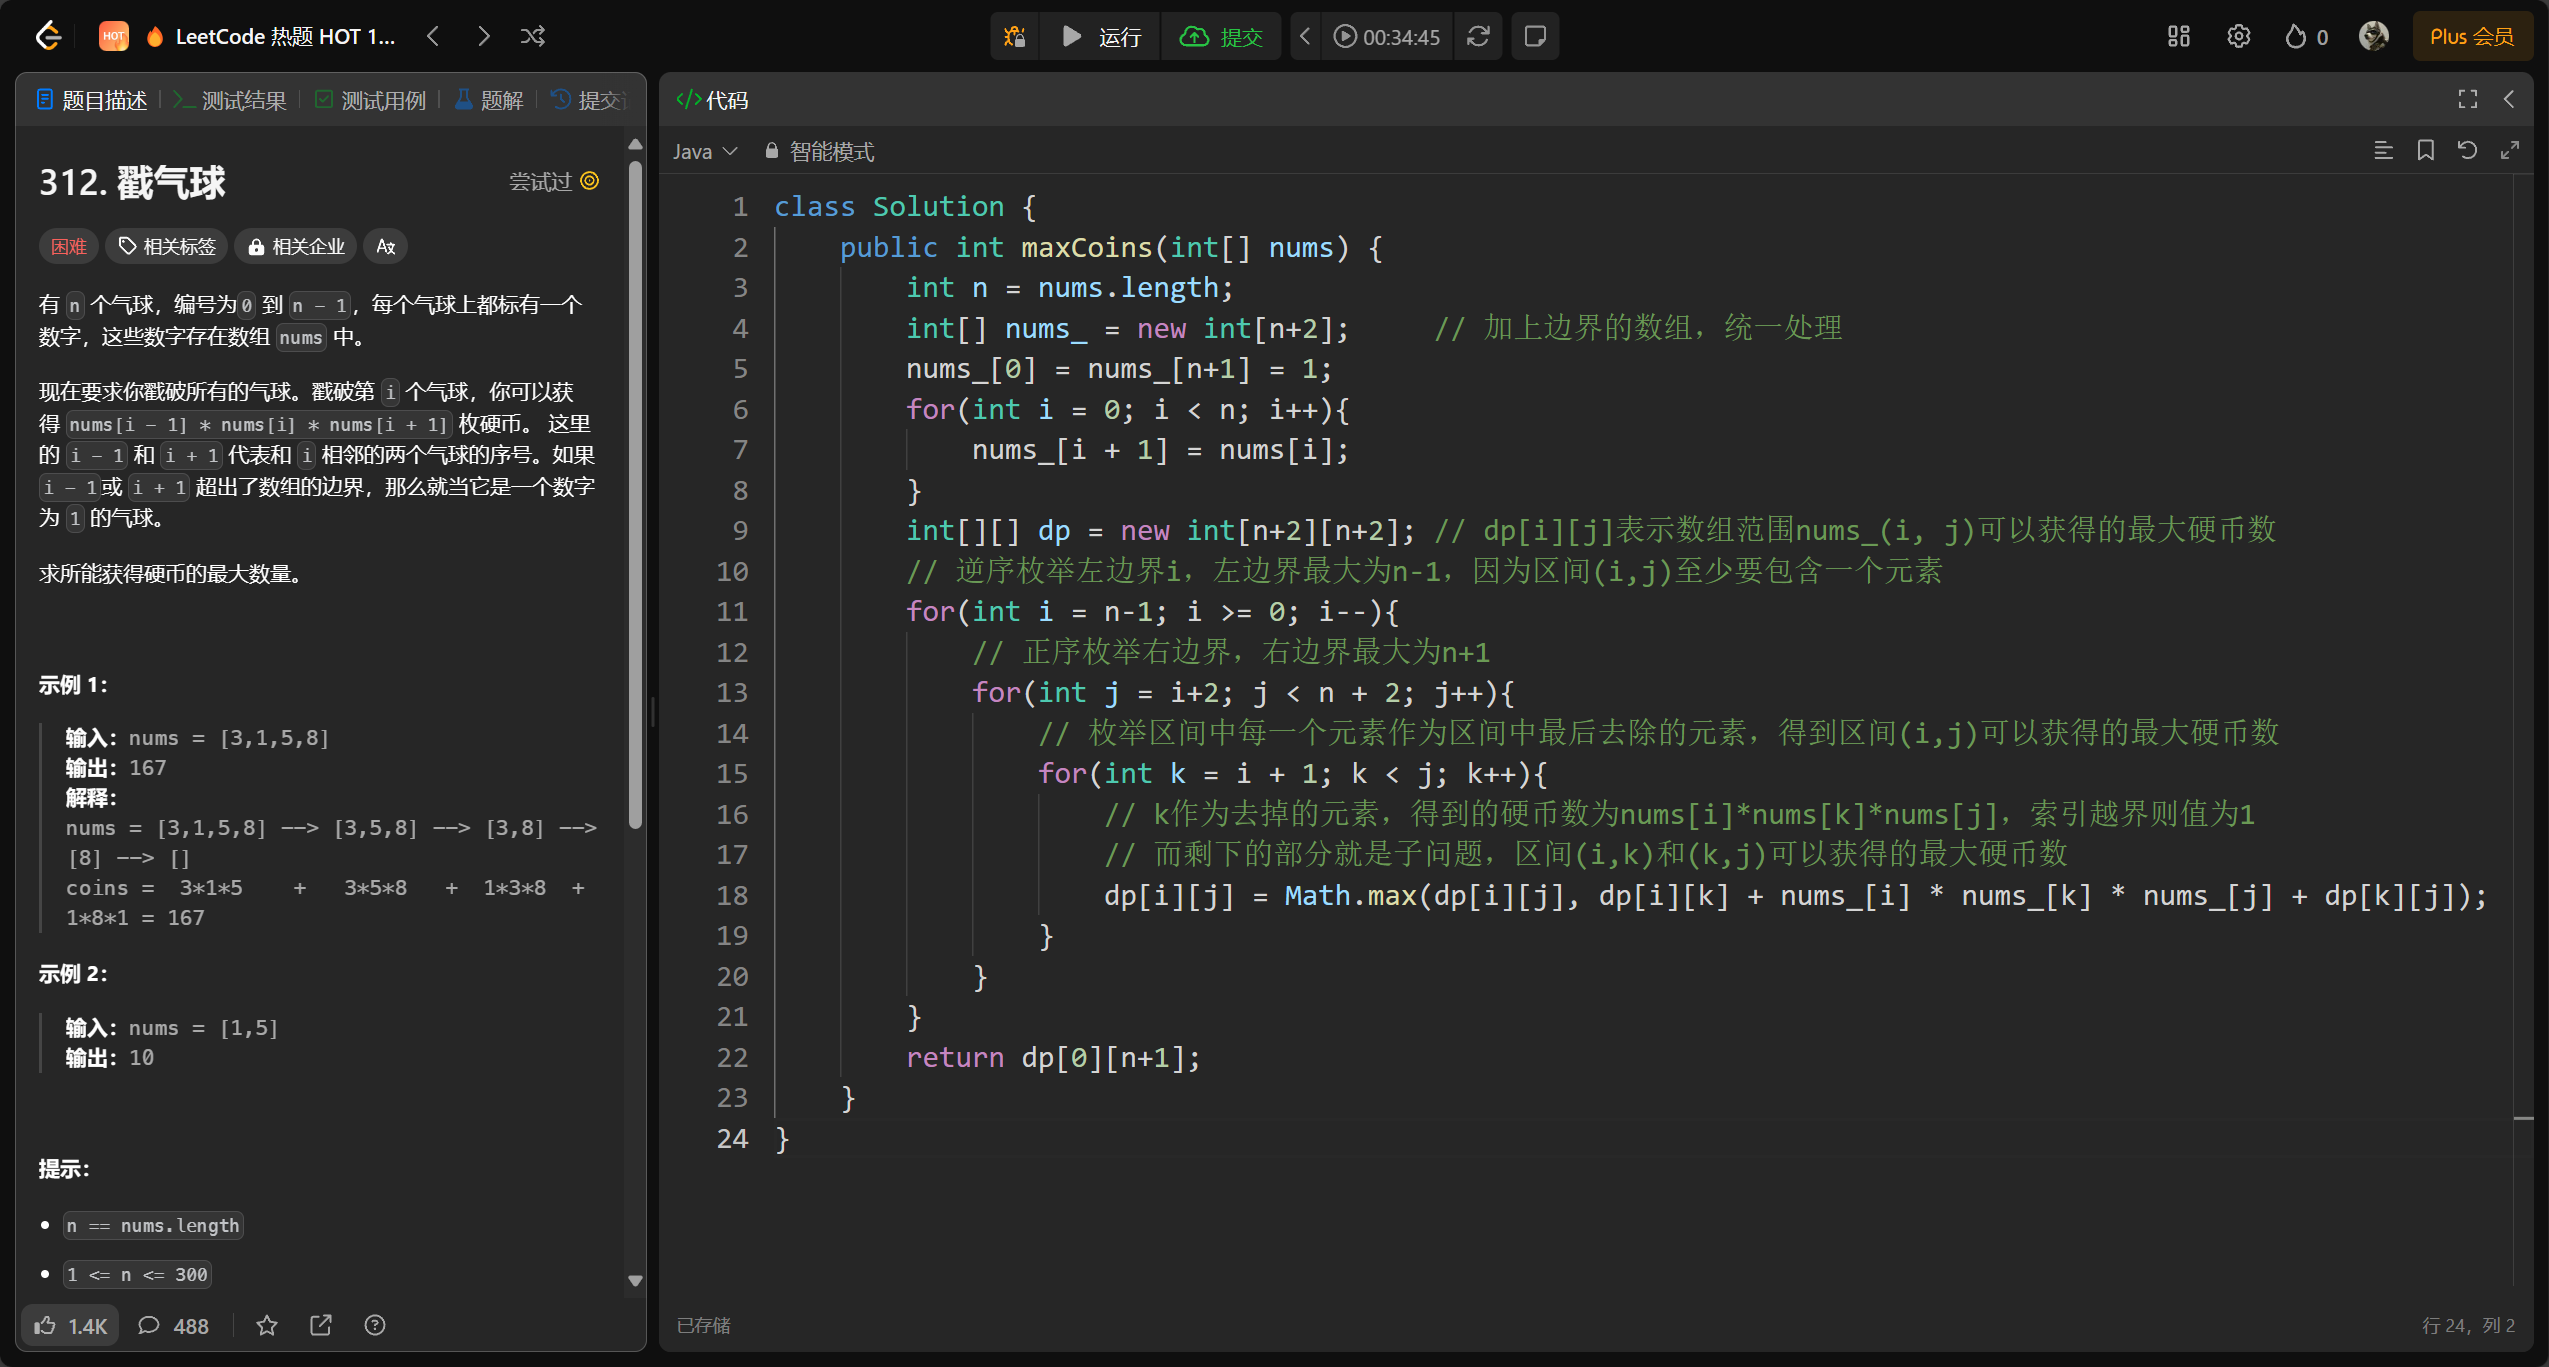 HOT LeetCode 热题 HOT 1... 运行 提交 00:34:45 0 Plus 会员
题目描述 测试结果 测试用例 题解
312. 戳气球 尝试过
困难 相关标签 相关企业
有 n 个气球，编号为0 到 n - 1，每个气球上都标有一个
数字，这些数字存在数组 nums 中。
现在要求你戳破所有的气球。戳破第 i 个气球，你可以获
得 nums[i - 1] * nums[i] * nums[i + 1] 枚硬币。 这里
的 i - 1 和 i + 1 代表和 i 相邻的两个气球的序号。如果
i - 1或 i + 1 超出了数组的边界，那么就当它是一个数字
为 1 的气球。
求所能获得硬币的最大数量。
示例 1：
输入：nums = [3,1,5,8]
输出：167
解释：
nums = [3,1,5,8] --> [3,5,8] --> [3,8] -->
[8] --> []
coins = 3*1*5 + 3*5*8 + 1*3*8 +
1*8*1 = 167
示例 2：
输入：nums = [1,5]
输出：10
提示：
n == nums.length
1 <= n <= 300
1.4K 488
</>代码
Java 智能模式
1 class Solution {
2 public int maxCoins(int[] nums) {
3 int n = nums.length;
4 int[] nums_ = new int[n+2]; // 加上边界的数组，统一处理
5 nums_[0] = nums_[n+1] = 1;
6 for(int i = 0; i < n; i++){
7 nums_[i + 1] = nums[i];
8 }
9 int[][] dp = new int[n+2][n+2]; // dp[i][j]表示数组范围nums_(i, j)可以获得的最大硬币数
10 // 逆序枚举左边界i，左边界最大为n-1，因为区间(i,j)至少要包含一个元素
11 for(int i = n-1; i >= 0; i--){
12 // 正序枚举右边界，右边界最大为n+1
13 for(int j = i+2; j < n + 2; j++){
14 // 枚举区间中每一个元素作为区间中最后去除的元素，得到区间(i,j)可以获得的最大硬币数
15 for(int k = i + 1; k < j; k++){
16 // k作为去掉的元素，得到的硬币数为nums[i]*nums[k]*nums[j]，索引越界则值为1
17 // 而剩下的部分就是子问题，区间(i,k)和(k,j)可以获得的最大硬币数
18 dp[i][j] = Math.max(dp[i][j], dp[i][k] + nums_[i] * nums_[k] * nums_[j] + dp[k][j]);
19 }
20 }
21 }
22 return dp[0][n+1];
23 }
24 }
已存储 行 24，列 2